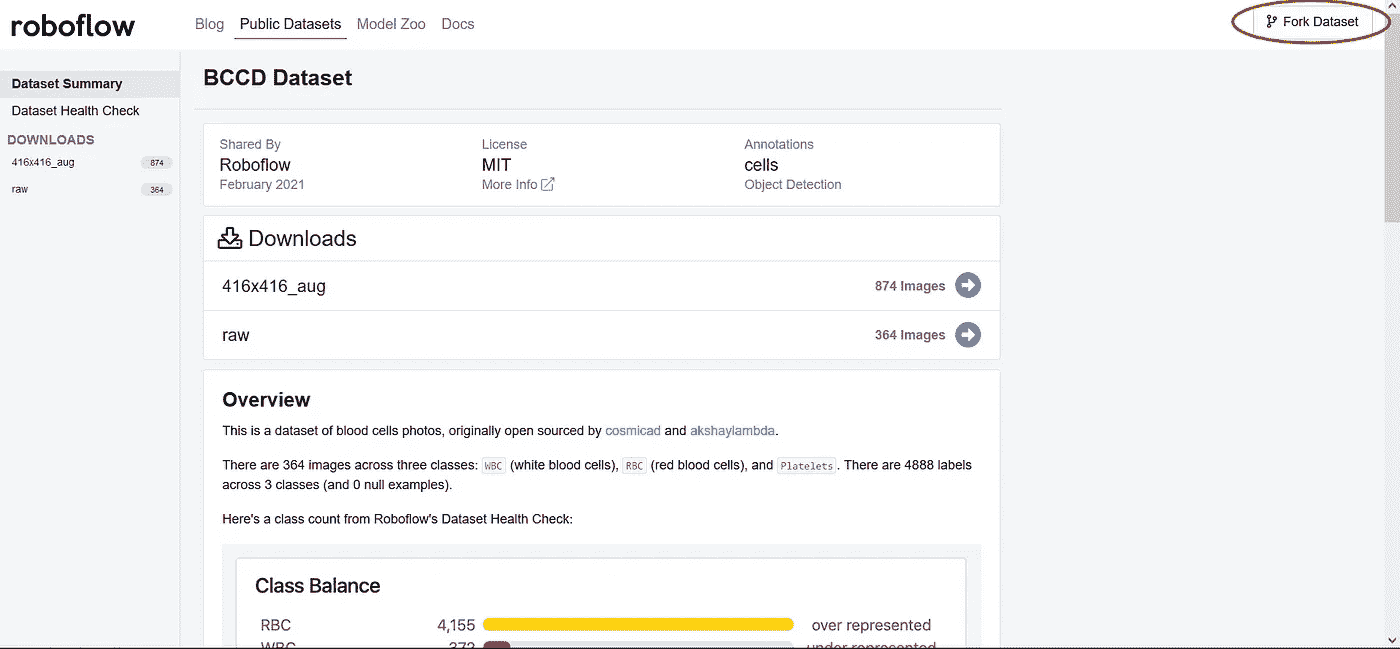 roboflow
Blog Public Datasets Model Zoo Docs
Fork Dataset
Dataset Summary
Dataset Health Check
DOWNLOADS
416x416_aug 874
raw 364
BCCD Dataset
Shared By
Roboflow
February 2021
License
MIT
More Info
Annotations
cells
Object Detection
Downloads
416x416_aug 874 Images
raw 364 Images
Overview
This is a dataset of blood cells photos, originally open sourced by cosmicad and akshaylambda.
There are 364 images across three classes: WBC (white blood cells), RBC (red blood cells), and Platelets. There are 4888 labels
across 3 classes (and 0 null examples).
Here's a class count from Roboflow's Dataset Health Check:
Class Balance
RBC 4,155 over represented
WBC 372 under represented